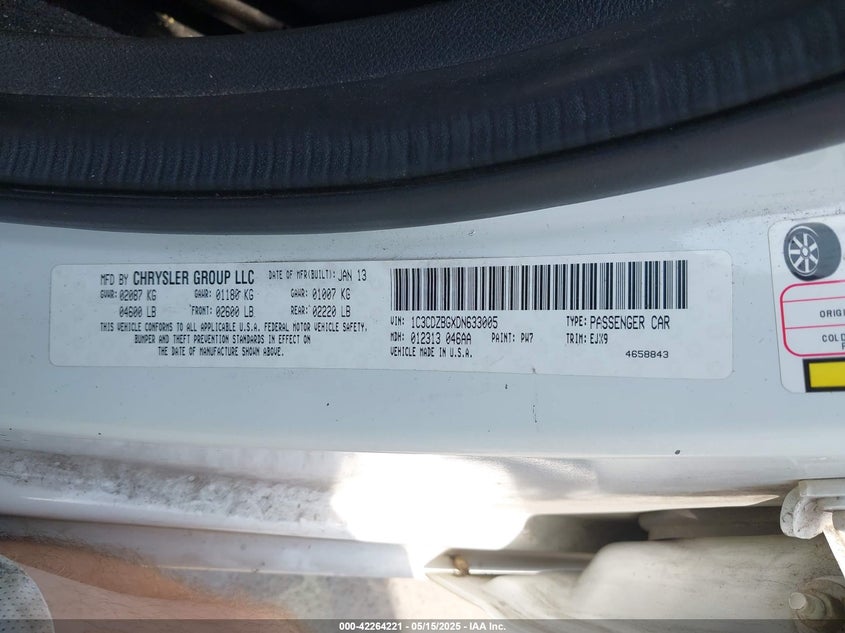 MFD BY CHRYSLER GROUP LLC DATE OF MFR(BUILT): JAN 13
GVWR: 02087 KG GAWR: 01180 KG GAWR: 01007 KG
04600 LB FRONT: 02600 LB REAR: 02220 LB
THIS VEHICLE CONFORMS TO ALL APPLICABLE U.S.A. FEDERAL MOTOR VEHICLE SAFETY,
BUMPER AND THEFT PREVENTION STANDARDS IN EFFECT ON
THE DATE OF MANUFACTURE SHOWN ABOVE.
VIN: 1C3CDZBGXDN633005 TYPE: PASSENGER CAR
MDH: 012313 046AA PAINT: PW7 TRIM: EJX9
VEHICLE MADE IN U.S.A. 4658843
ORIGI
COLD
000-42264221 - 05/15/2025 - IAA Inc.